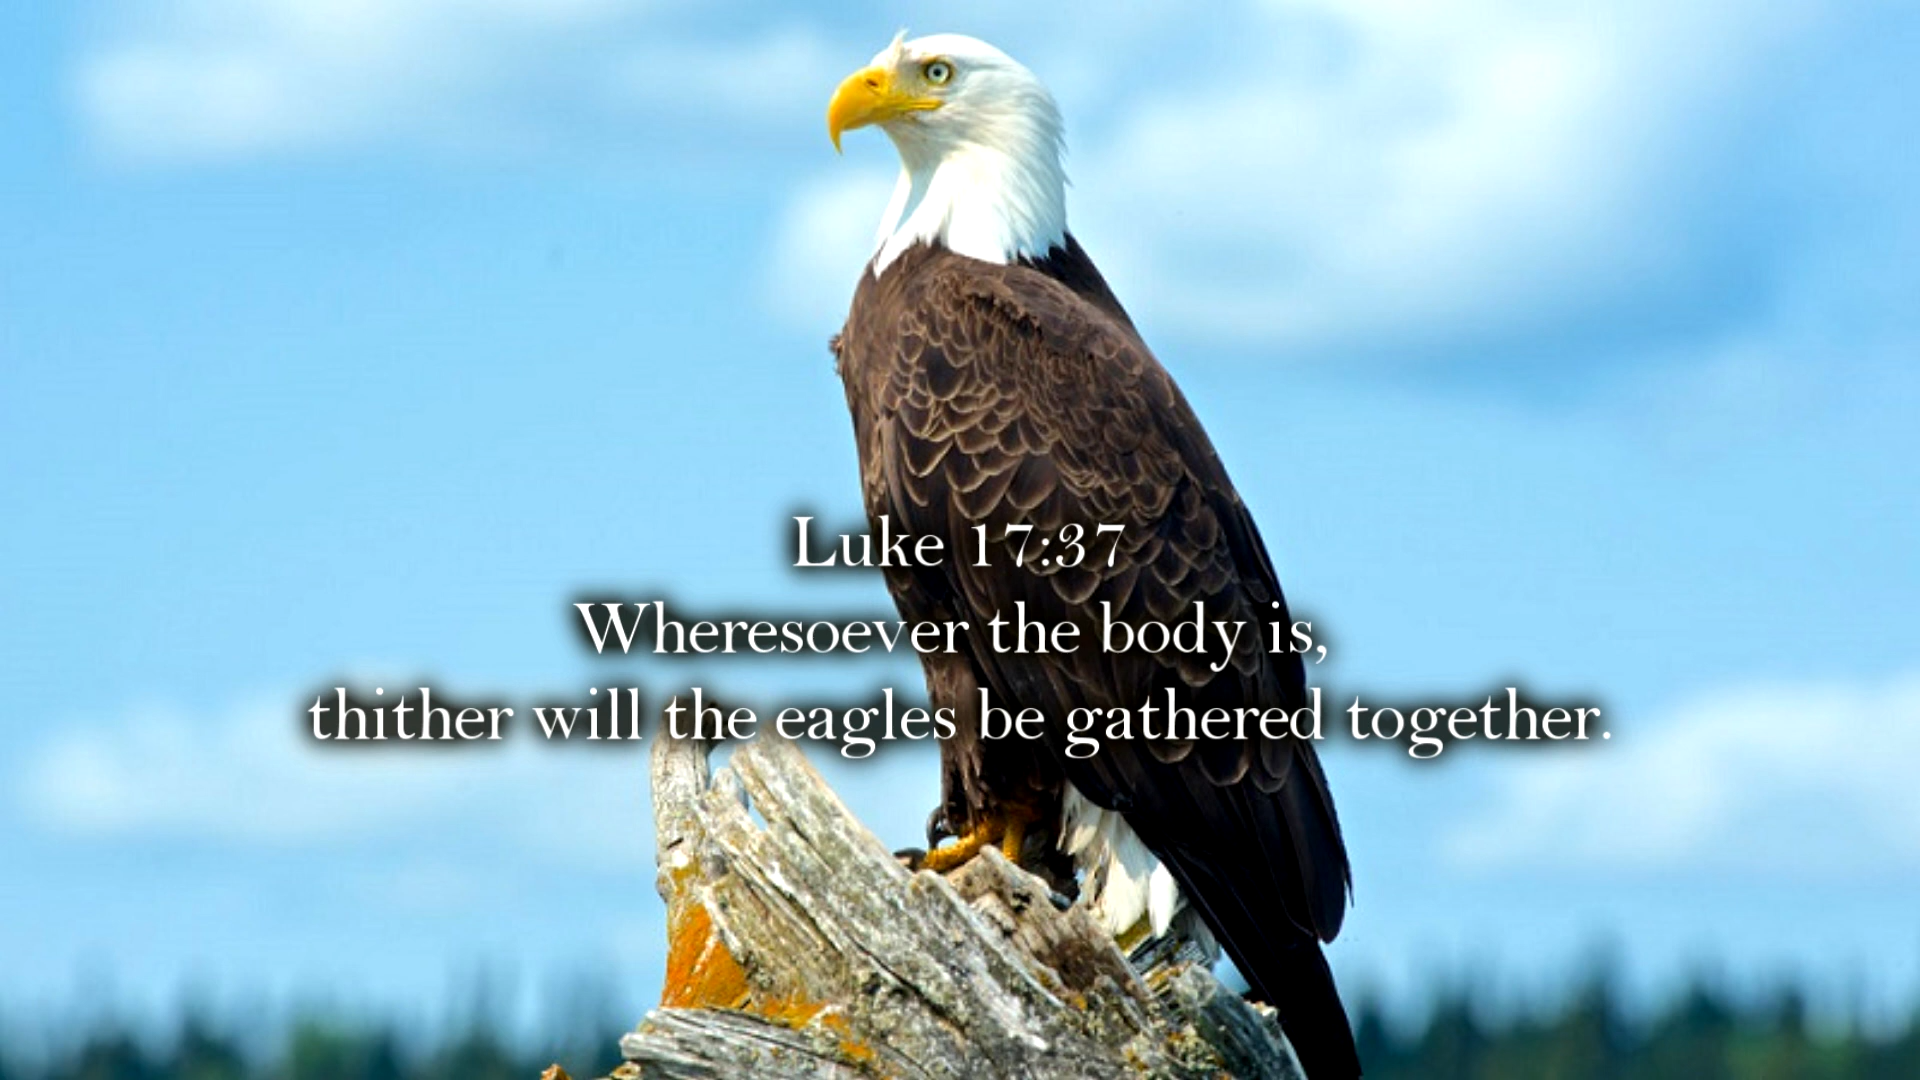 Luke 17:37
Wheresoever the body is,
thither will the eagles be gathered together.